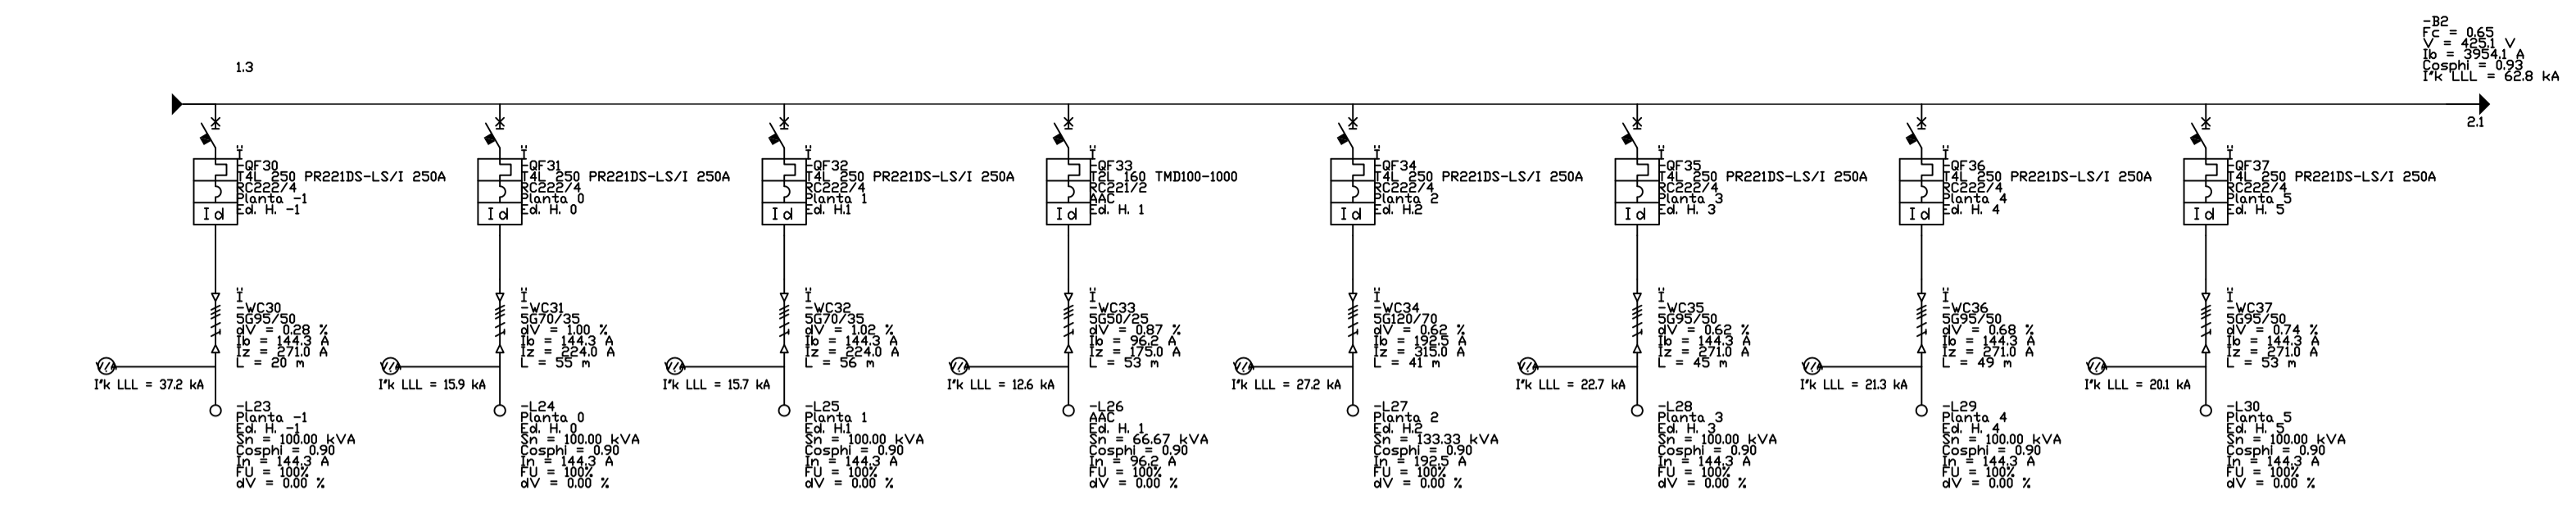 -B2
Fc = 0.65
V = 425.1 V
Ib = 3954.1 A
Cosphi = 0.93
I"k LLL = 62.8 kA
1.3
2.1
Ï
-QF30
T4L 250 PR221DS-LS/I 250A
RC222/4
Planta -1
Ed. H. -1
Id
Ï
-QF31
T4L 250 PR221DS-LS/I 250A
RC222/4
Planta 0
Ed. H. 0
Id
Ï
-QF32
T4L 250 PR221DS-LS/I 250A
RC222/4
Planta 1
Ed. H.1
Id
Ï
-QF33
T2L 160 TMD100-1000
RC221/2
AAC
Ed. H. 1
Id
Ï
-QF34
T4L 250 PR221DS-LS/I 250A
RC222/4
Planta 2
Ed. H.2
Id
Ï
-QF35
T4L 250 PR221DS-LS/I 250A
RC222/4
Planta 3
Ed. H. 3
Id
Ï
-QF36
T4L 250 PR221DS-LS/I 250A
RC222/4
Planta 4
Ed. H. 4
Id
Ï
-QF37
T4L 250 PR221DS-LS/I 250A
RC222/4
Planta 5
Ed. H. 5
Id
Ï
-WC30
5G95/50
dV = 0.28 %
Ib = 144.3 A
Iz = 271.0 A
L = 20 m
I"k LLL = 37.2 kA
Ï
-WC31
5G70/35
dV = 1.00 %
Ib = 144.3 A
Iz = 224.0 A
L = 55 m
I"k LLL = 15.9 kA
Ï
-WC32
5G70/35
dV = 1.02 %
Ib = 144.3 A
Iz = 224.0 A
L = 56 m
I"k LLL = 15.7 kA
Ï
-WC33
5G50/25
dV = 0.87 %
Ib = 96.2 A
Iz = 175.0 A
L = 53 m
I"k LLL = 12.6 kA
Ï
-WC34
5G120/70
dV = 0.62 %
Ib = 192.5 A
Iz = 315.0 A
L = 41 m
I"k LLL = 27.2 kA
Ï
-WC35
5G95/50
dV = 0.62 %
Ib = 144.3 A
Iz = 271.0 A
L = 45 m
I"k LLL = 22.7 kA
Ï
-WC36
5G95/50
dV = 0.68 %
Ib = 144.3 A
Iz = 271.0 A
L = 49 m
I"k LLL = 21.3 kA
Ï
-WC37
5G95/50
dV = 0.74 %
Ib = 144.3 A
Iz = 271.0 A
L = 53 m
I"k LLL = 20.1 kA
-L23
Planta -1
Ed. H. -1
Sn = 100.00 kVA
Cosphi = 0.90
In = 144.3 A
FU = 100%
dV = 0.00 %
-L24
Planta 0
Ed. H. 0
Sn = 100.00 kVA
Cosphi = 0.90
In = 144.3 A
FU = 100%
dV = 0.00 %
-L25
Planta 1
Ed. H.1
Sn = 100.00 kVA
Cosphi = 0.90
In = 144.3 A
FU = 100%
dV = 0.00 %
-L26
AAC
Ed. H. 1
Sn = 66.67 kVA
Cosphi = 0.90
In = 96.2 A
FU = 100%
dV = 0.00 %
-L27
Planta 2
Ed. H.2
Sn = 133.33 kVA
Cosphi = 0.90
In = 192.5 A
FU = 100%
dV = 0.00 %
-L28
Planta 3
Ed. H. 3
Sn = 100.00 kVA
Cosphi = 0.90
In = 144.3 A
FU = 100%
dV = 0.00 %
-L29
Planta 4
Ed. H. 4
Sn = 100.00 kVA
Cosphi = 0.90
In = 144.3 A
FU = 100%
dV = 0.00 %
-L30
Planta 5
Ed. H. 5
Sn = 100.00 kVA
Cosphi = 0.90
In = 144.3 A
FU = 100%
dV = 0.00 %